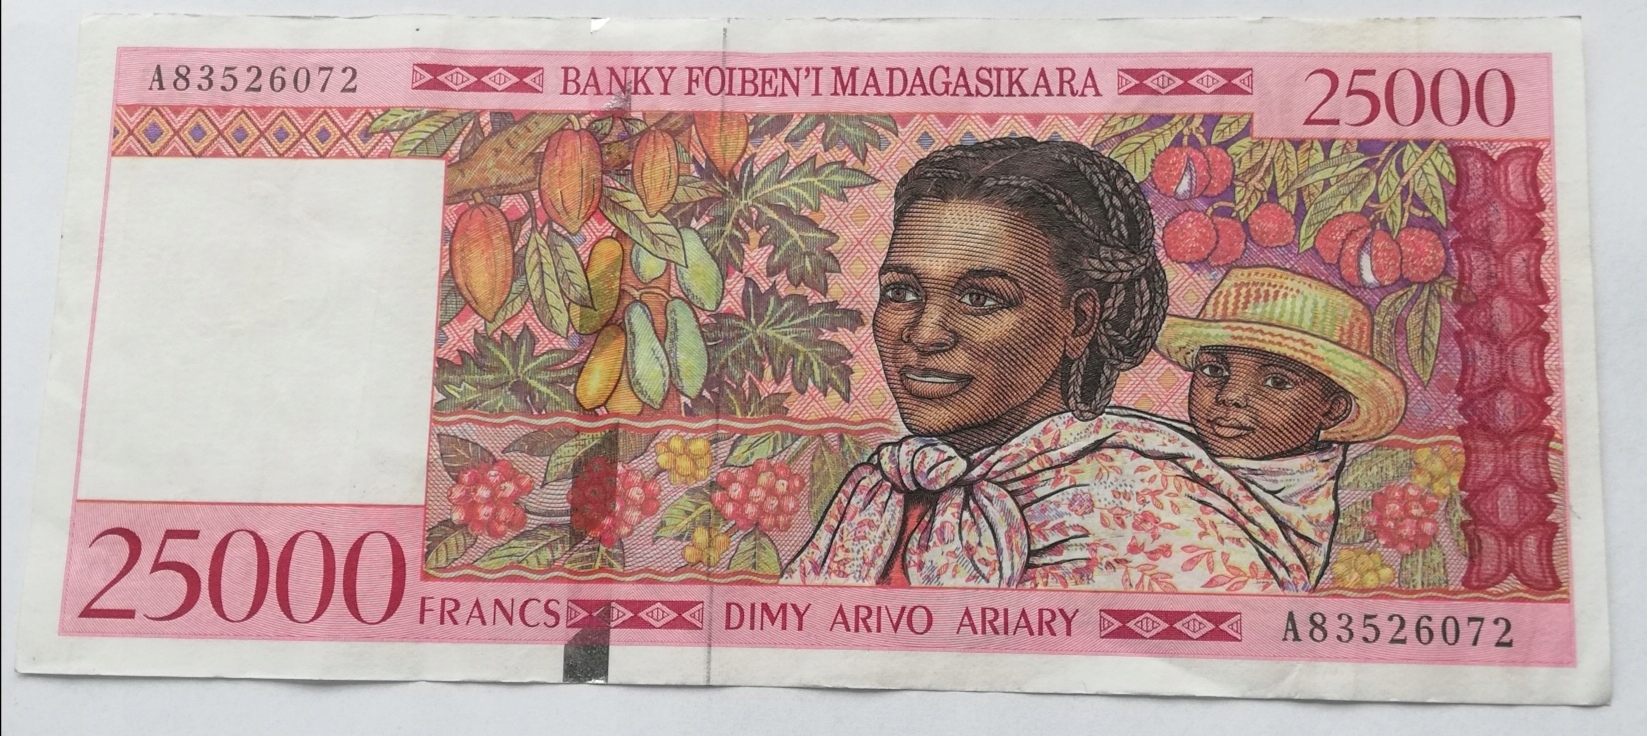 A83526072
BANKY FOIBEN'I MADAGASIKARA
25000
25000 FRANCS
DIMY ARIVO ARIARY
A83526072